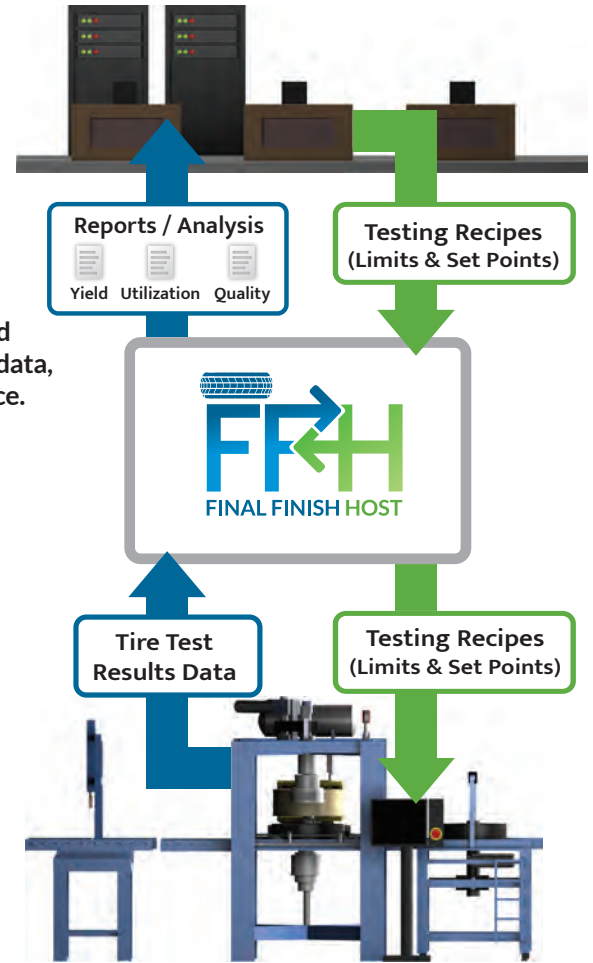 Reports / Analysis
Yield Utilization Quality
Testing Recipes
(Limits & Set Points)
data,
FFH
FINAL FINISH HOST
Tire Test
Results Data
Testing Recipes
(Limits & Set Points)